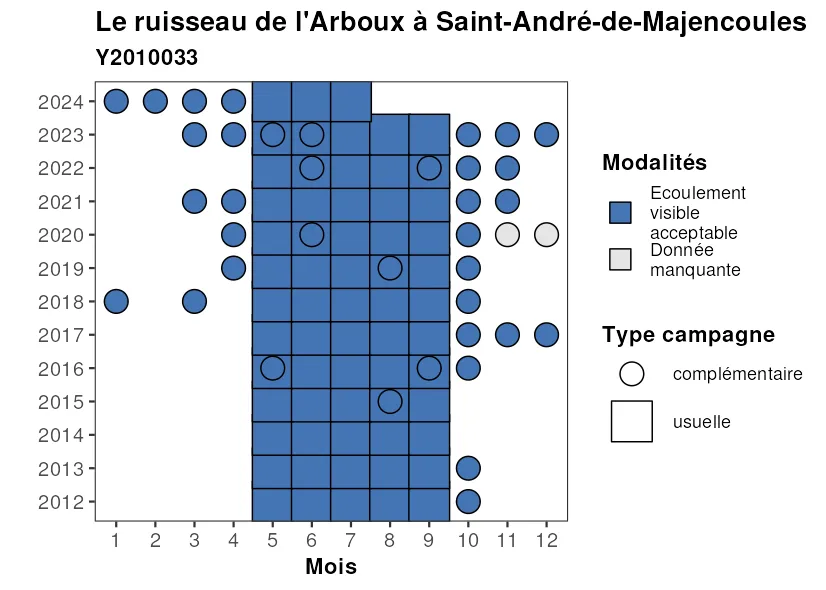 Le ruisseau de l'Arboux à Saint-André-de-Majencoules
Y2010033
2024
2023
2022
2021
2020
2019
2018
2017
2016
2015
2014
2013
2012
1 2 3 4 5 6 7 8 9 10 11 12
Mois
Modalités
Ecoulement
visible
acceptable
Donnée
manquante
Type campagne
complémentaire
usuelle